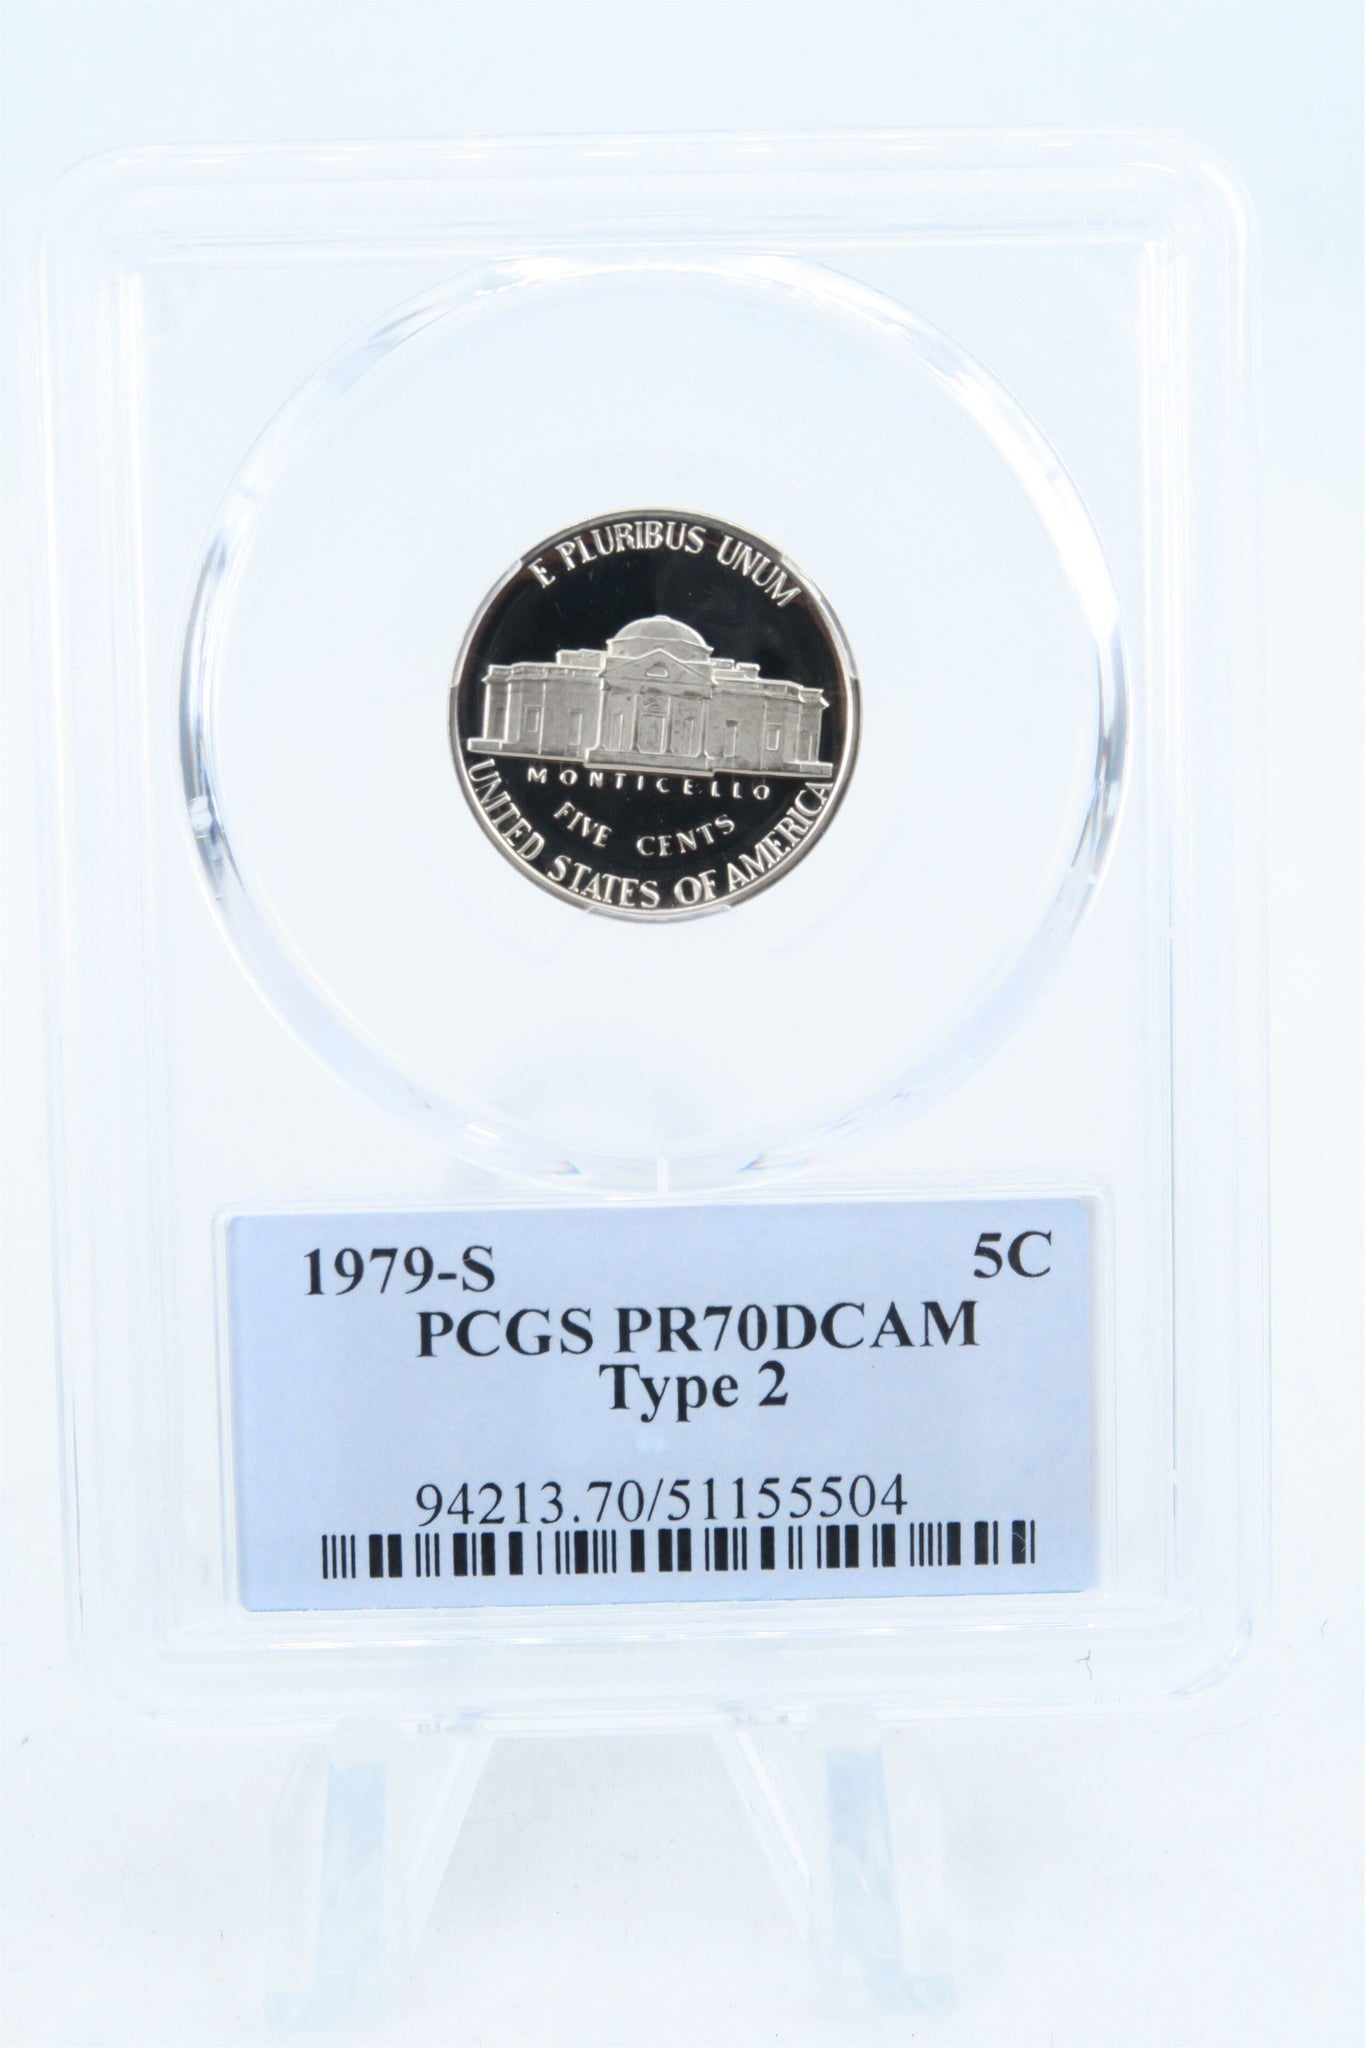 E PLURIBUS UNUM
MONTICELLO
FIVE CENTS
UNITED STATES OF AMERICA
1979-S 5C
PCGS PR70DCAM
Type 2
94213.70/51155504